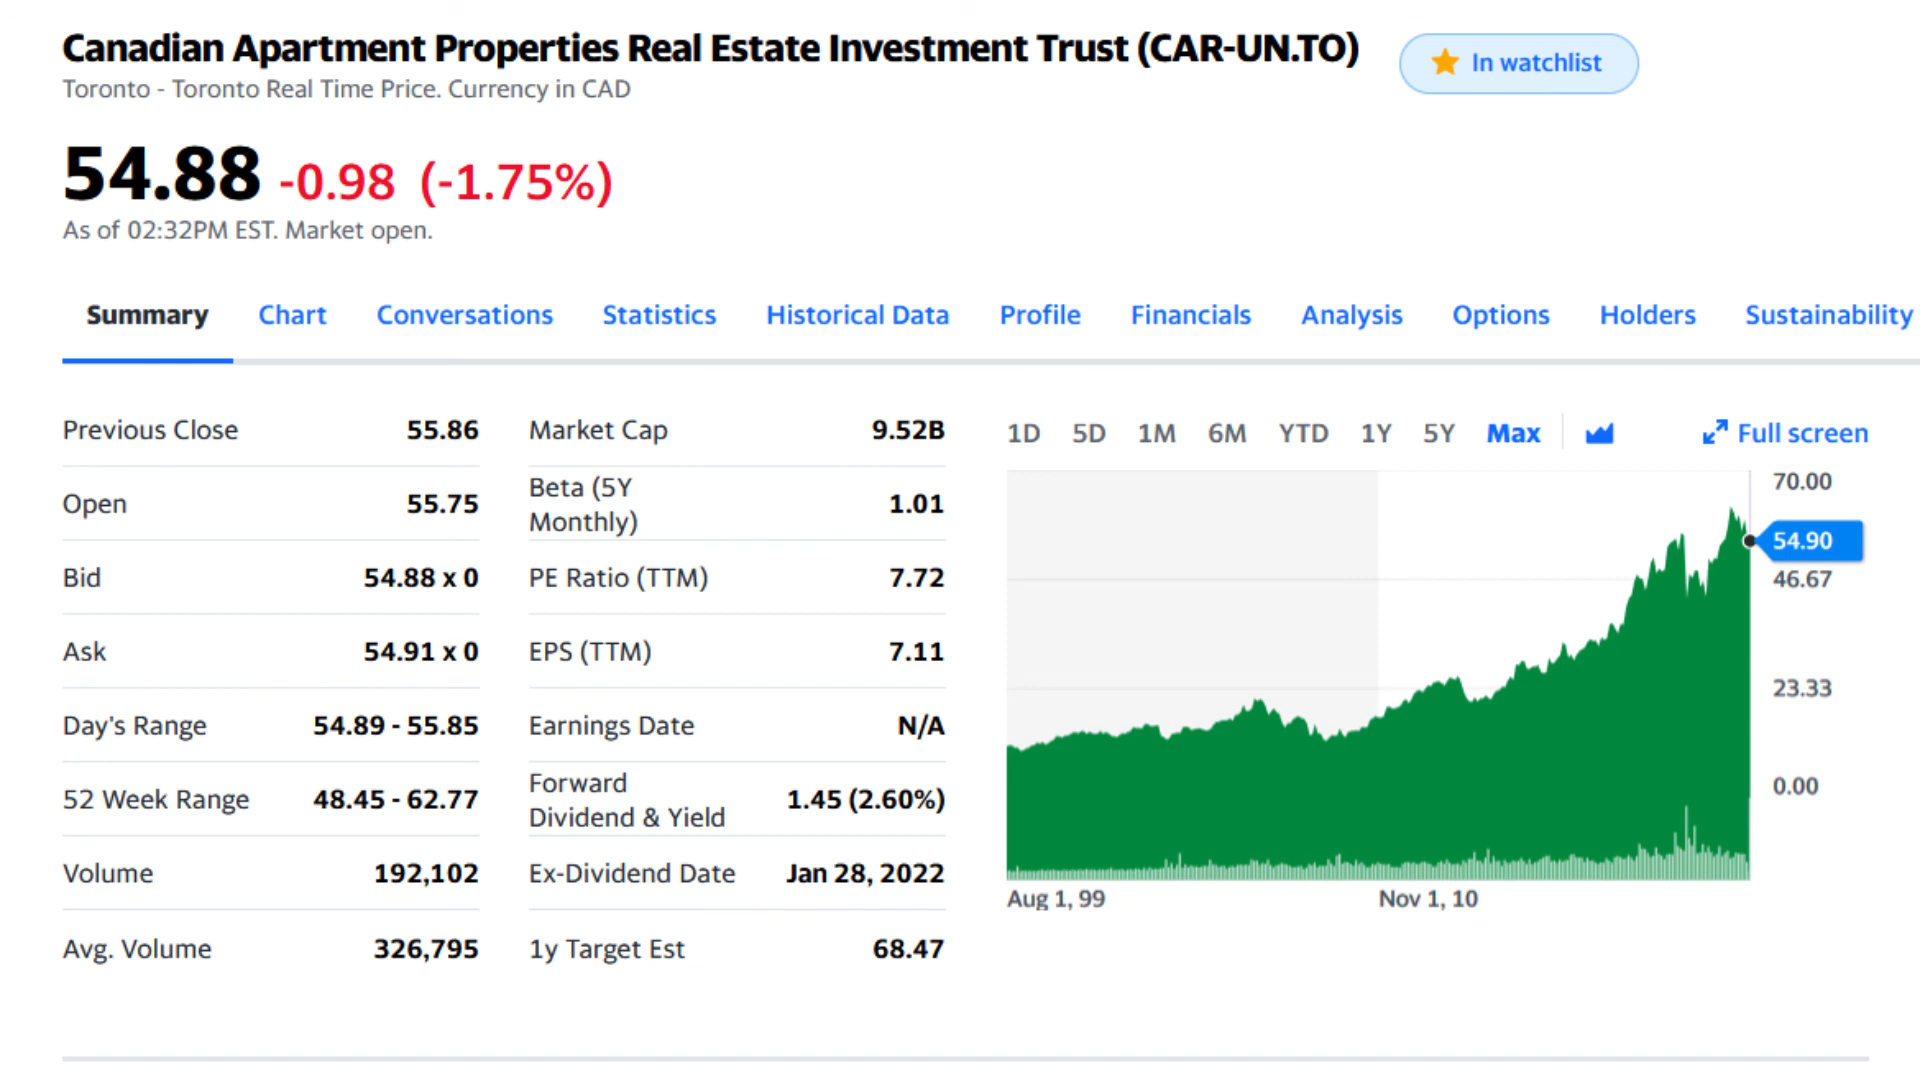 Canadian Apartment Properties Real Estate Investment Trust (CAR-UN.TO)
In watchlist
Toronto - Toronto Real Time Price. Currency in CAD
54.88 -0.98 (-1.75%)
As of 02:32PM EST. Market open.
Summary Chart Conversations Statistics Historical Data Profile Financials Analysis Options Holders Sustainability
Previous Close 55.86
Open 55.75
Bid 54.88 x 0
Ask 54.91 x 0
Day's Range 54.89 - 55.85
52 Week Range 48.45 - 62.77
Volume 192,102
Avg. Volume 326,795
Market Cap 9.52B
Beta (5Y
Monthly) 1.01
PE Ratio (TTM) 7.72
EPS (TTM) 7.11
Earnings Date N/A
Forward
Dividend & Yield 1.45 (2.60%)
Ex-Dividend Date Jan 28, 2022
1y Target Est 68.47
1D 5D 1M 6M YTD 1Y 5Y Max Full screen
70.00
54.90
46.67
23.33
0.00
Aug 1, 99 Nov 1, 10